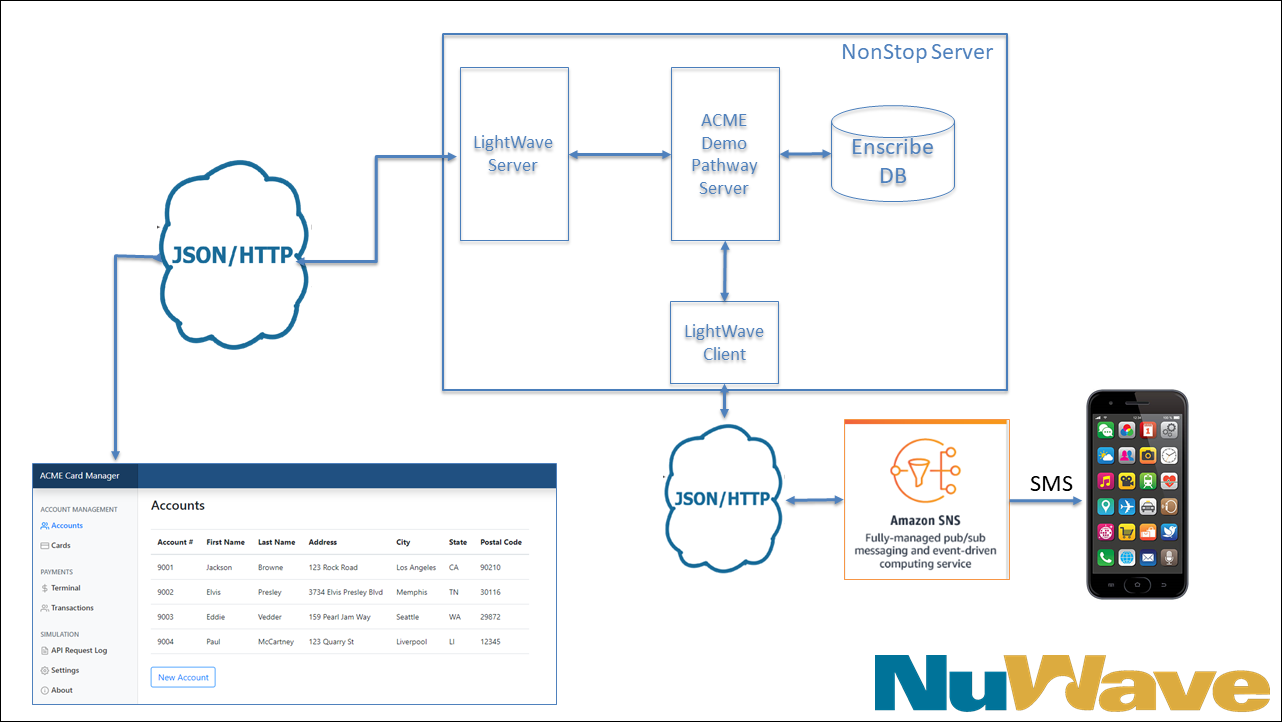 NonStop Server
LightWave
Server
ACME
Demo
Pathway
Server
Enscribe
DB
JSON/HTTP
LightWave
Client
JSON/HTTP
Amazon SNS
Fully-managed pub/sub
messaging and event-driven
computing service
SMS
ACME Card Manager
ACCOUNT MANAGEMENT
Accounts
Cards
PAYMENTS
Terminal
Transactions
SIMULATION
API Request Log
Settings
About
Accounts
Account # First Name Last Name Address City State Postal Code
9001 Jackson Browne 123 Rock Road Los Angeles CA 90210
9002 Elvis Presley 3734 Elvis Presley Blvd Memphis TN 30116
9003 Eddie Vedder 159 Pearl Jam Way Seattle WA 29872
9004 Paul McCartney 123 Quarry St Liverpool LI 12345
New Account
NuWave